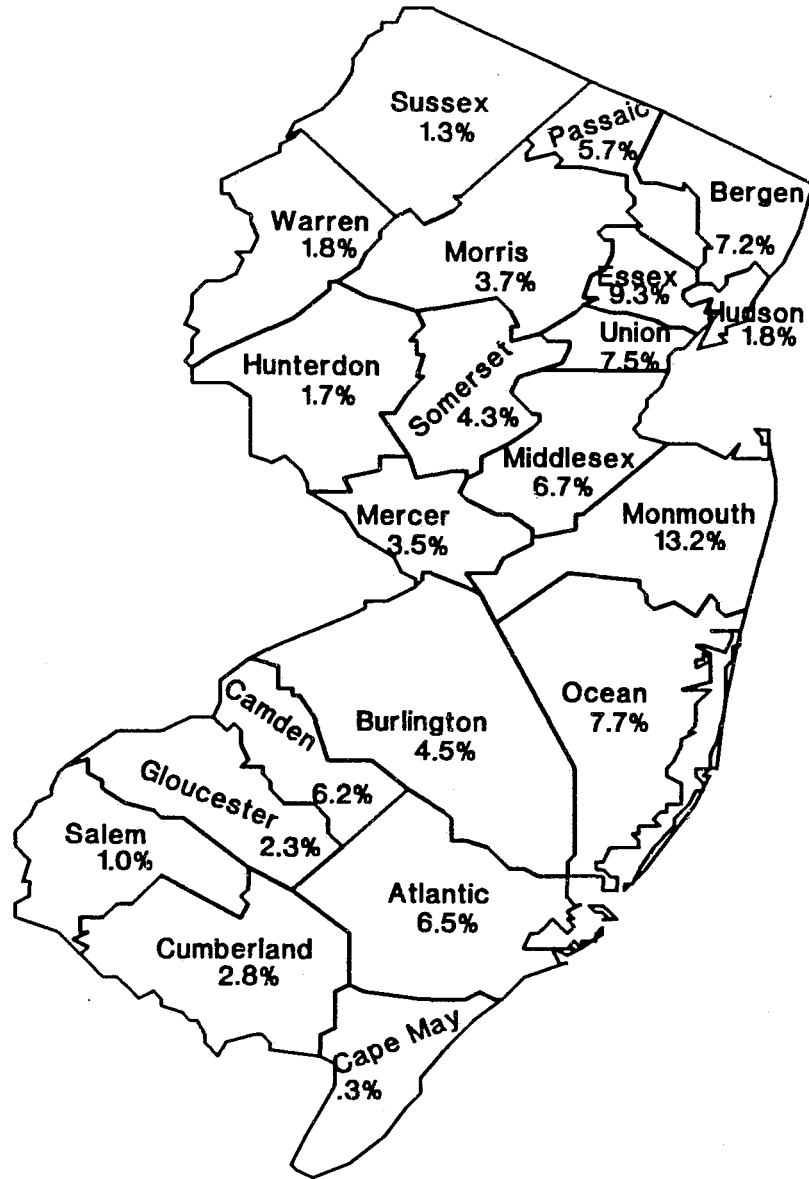 Sussex
1.3%
Passaic
5.7%
Bergen
7.2%
Warren
1.8%
Morris
3.7%
Essex
9.3%
Hudson
1.8%
Union
7.5%
Hunterdon
1.7%
Somerset
4.3%
Middlesex
6.7%
Mercer
3.5%
Monmouth
13.2%
Ocean
7.7%
Camden
6.2%
Burlington
4.5%
Gloucester
2.3%
Salem
1.0%
Atlantic
6.5%
Cumberland
2.8%
Cape May
.3%